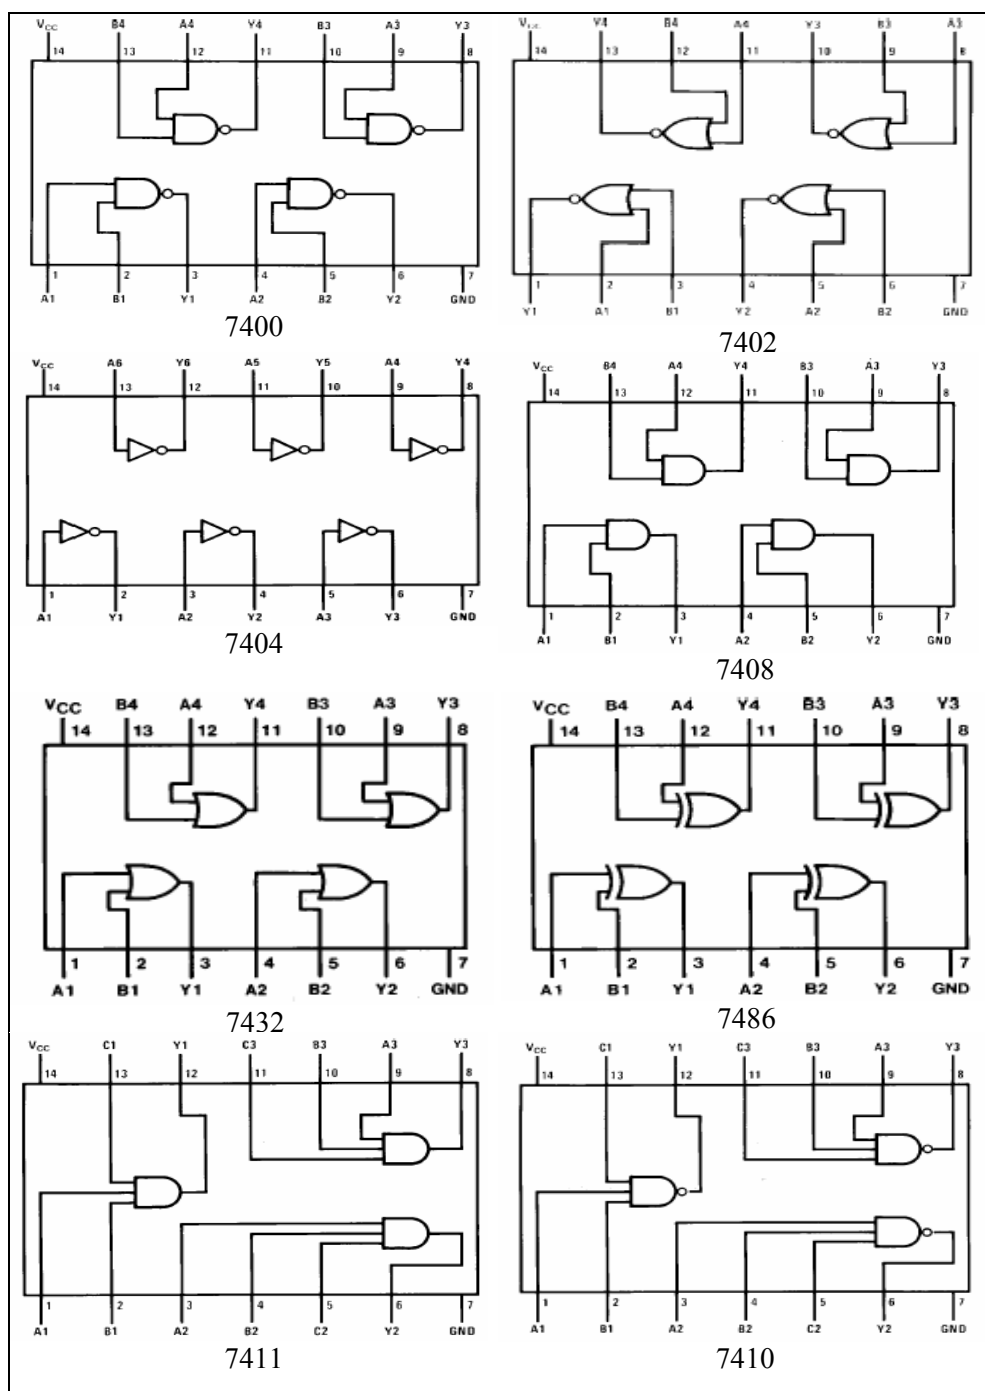 VCC B4 A4 Y4 B3 A3 Y3
14 13 12 11 10 9 8
1 2 3 4 5 6 7
A1 B1 Y1 A2 B2 Y2 GND
7400
VCC Y4 B4 A4 Y3 B3 A3
14 13 12 11 10 9 8
1 2 3 4 5 6 7
Y1 A1 B1 Y2 A2 B2 GND
7402
VCC A6 Y6 A5 Y5 A4 Y4
14 13 12 11 10 9 8
1 2 3 4 5 6 7
A1 Y1 A2 Y2 A3 Y3 GND
7404
VCC B4 A4 Y4 B3 A3 Y3
14 13 12 11 10 9 8
1 2 3 4 5 6 7
A1 B1 Y1 A2 B2 Y2 GND
7408
VCC B4 A4 Y4 B3 A3 Y3
14 13 12 11 10 9 8
1 2 3 4 5 6 7
A1 B1 Y1 A2 B2 Y2 GND
7432
VCC B4 A4 Y4 B3 A3 Y3
14 13 12 11 10 9 8
1 2 3 4 5 6 7
A1 B1 Y1 A2 B2 Y2 GND
7486
VCC C1 Y1 C3 B3 A3 Y3
14 13 12 11 10 9 8
1 2 3 4 5 6 7
A1 B1 A2 B2 C2 Y2 GND
7411
VCC C1 Y1 C3 B3 A3 Y3
14 13 12 11 10 9 8
1 2 3 4 5 6 7
A1 B1 A2 B2 C2 Y2 GND
7410